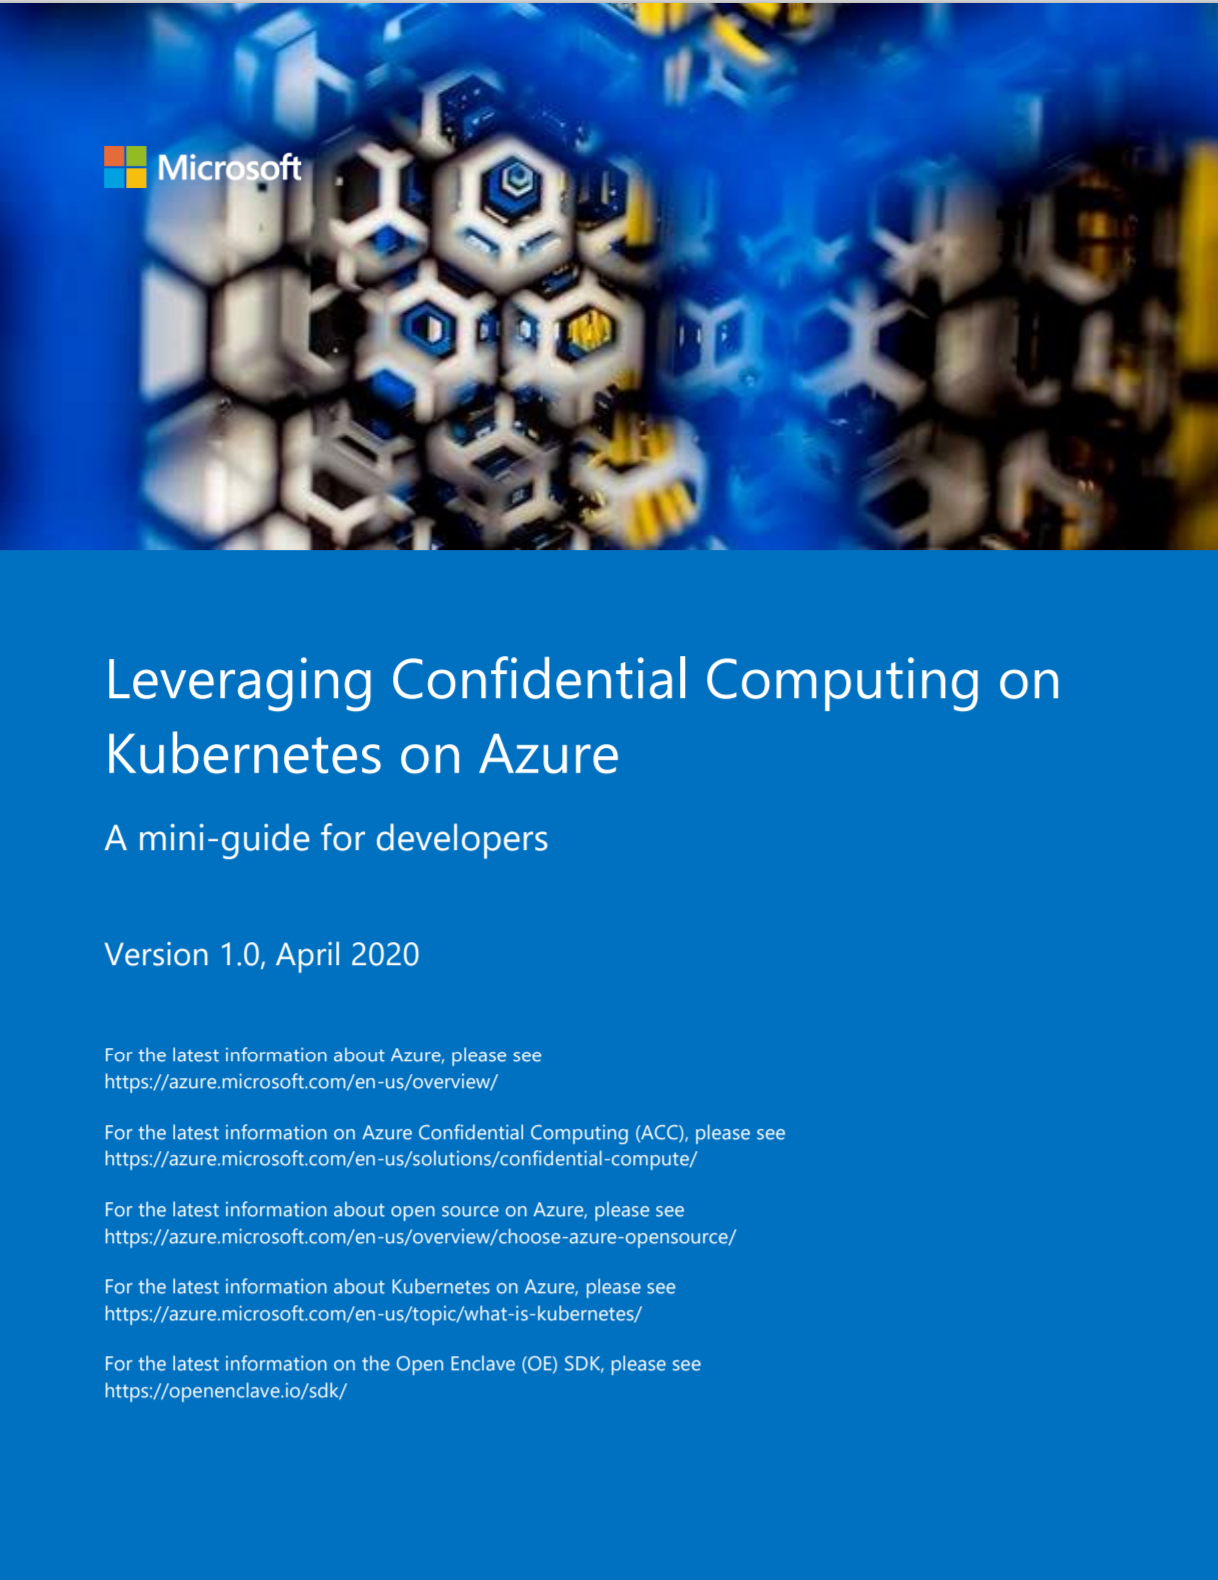 Microsoft
Leveraging Confidential Computing on
Kubernetes on Azure
A mini-guide for developers
Version 1.0, April 2020
For the latest information about Azure, please see
https://azure.microsoft.com/en-us/overview/
For the latest information on Azure Confidential Computing (ACC), please see
https://azure.microsoft.com/en-us/solutions/confidential-compute/
For the latest information about open source on Azure, please see
https://azure.microsoft.com/en-us/overview/choose-azure-opensource/
For the latest information about Kubernetes on Azure, please see
https://azure.microsoft.com/en-us/topic/what-is-kubernetes/
For the latest information on the Open Enclave (OE) SDK, please see
https://openenclave.io/sdk/